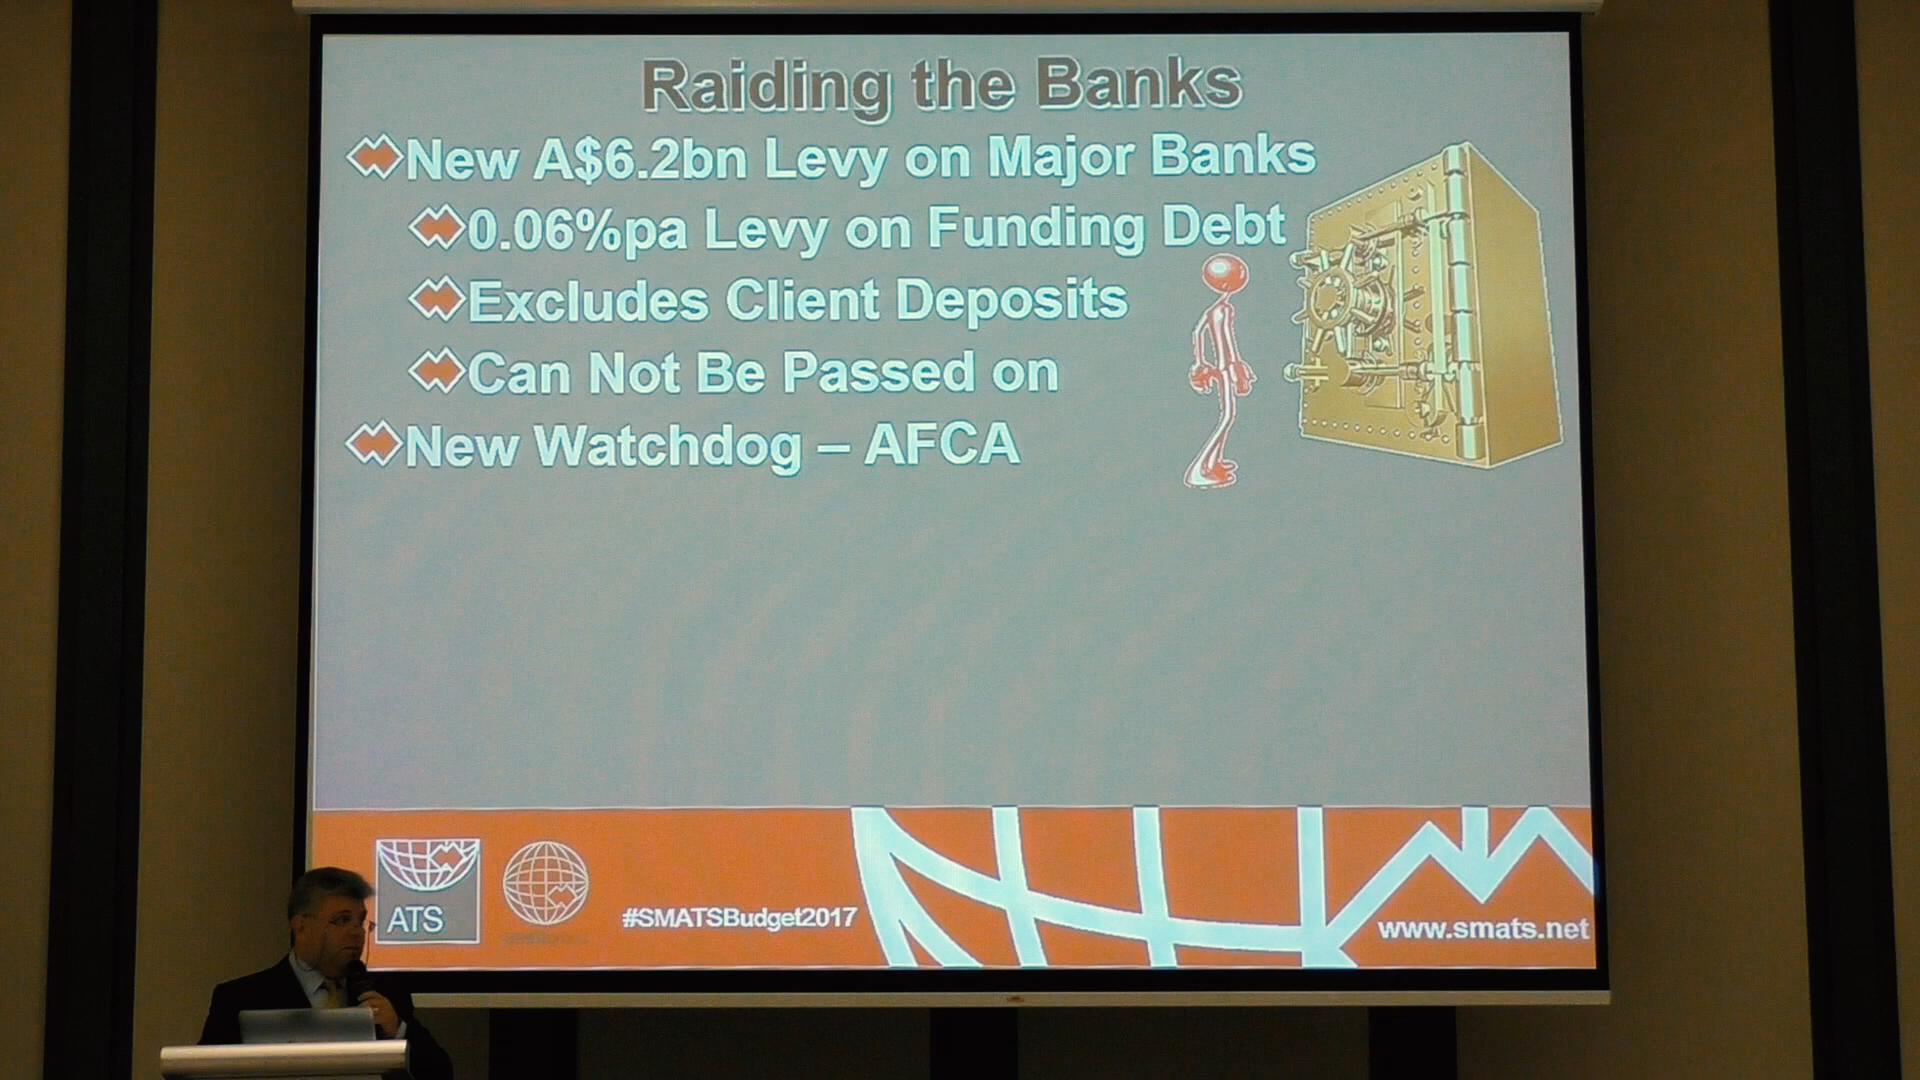 Raiding the Banks
New A$6.2bn Levy on Major Banks
0.06%pa Levy on Funding Debt
Excludes Client Deposits
Can Not Be Passed on
New Watchdog – AFCA
ATS
#SMATSBudget2017
www.smats.net